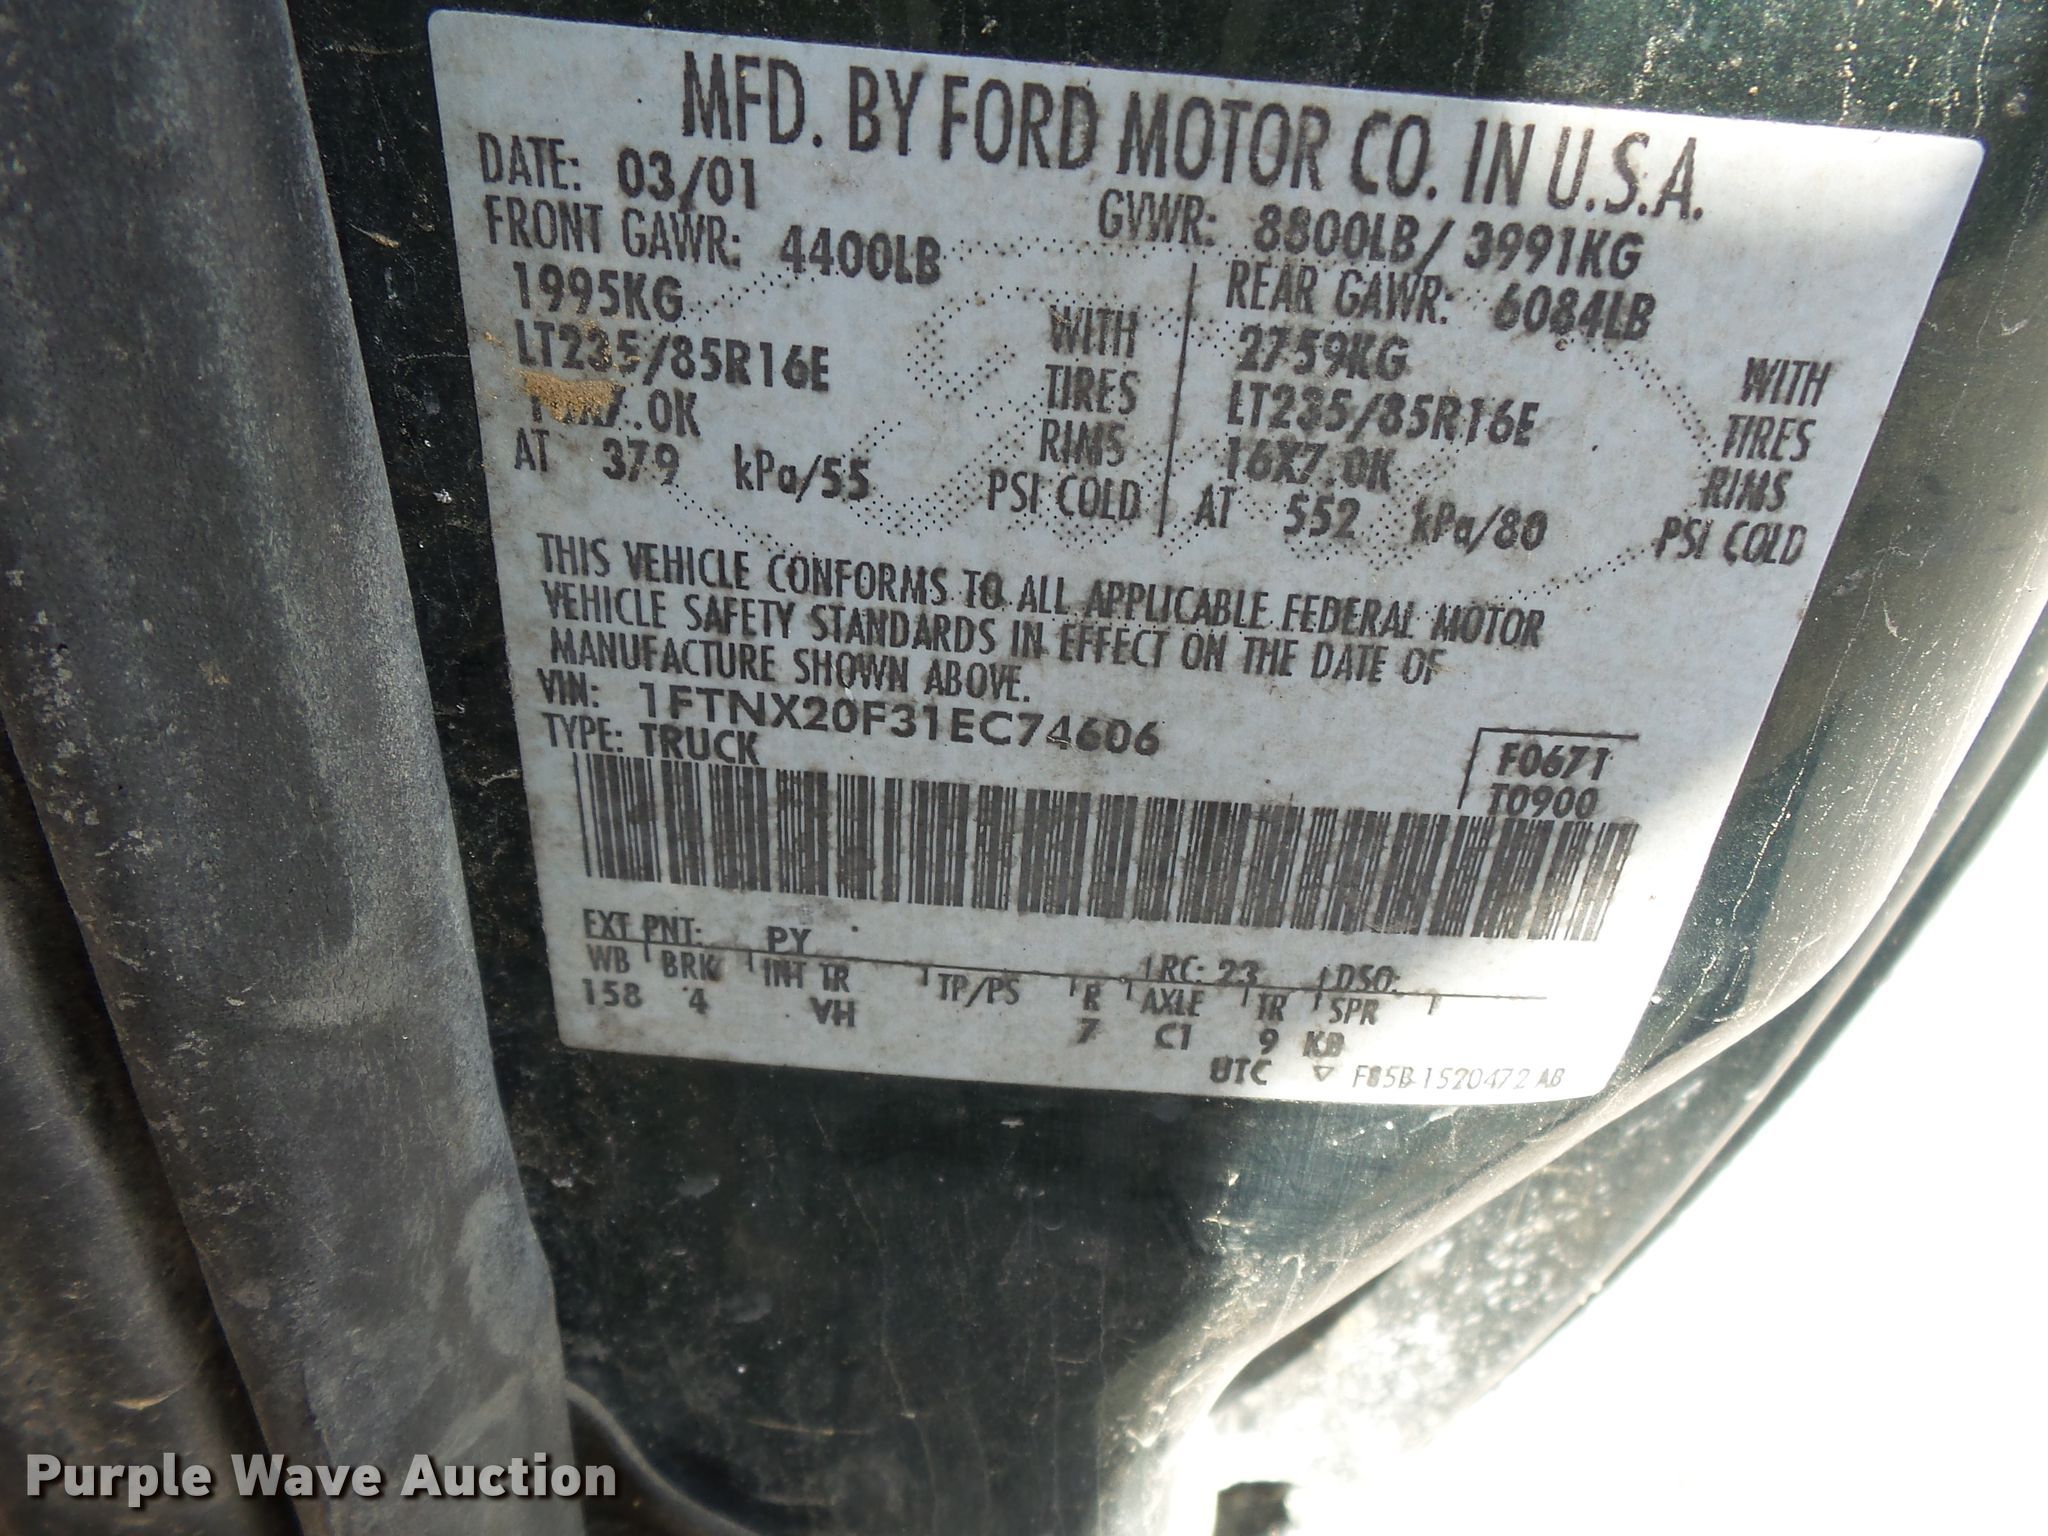 MFD. BY FORD MOTOR CO. IN U.S.A.
DATE: 03/01 GVWR: 8800LB/ 3991KG
FRONT GAWR: 4400LB REAR GAWR: 6084LB
1995KG WITH 2759KG WITH
LT235/85R16E TIRES LT235/85R16E TIRES
7.0K RIMS 16X7.0K RIMS
AT 379 kPa/55 PSI COLD AT 552 kPa/80 PSI COLD
THIS VEHICLE CONFORMS TO ALL APPLICABLE FEDERAL MOTOR
VEHICLE SAFETY STANDARDS IN EFFECT ON THE DATE OF
MANUFACTURE SHOWN ABOVE.
VIN: 1FTNX20F31EC74606
TYPE: TRUCK F0671
T0900
EXT PNT: PY RC: 23 DSO:
WB BRK INT TR TP/PS R AXLE TR SPR
158 4 VH 7 C1 9 KB
UTC ▽ F85B-1520472-AB
Purple Wave Auction